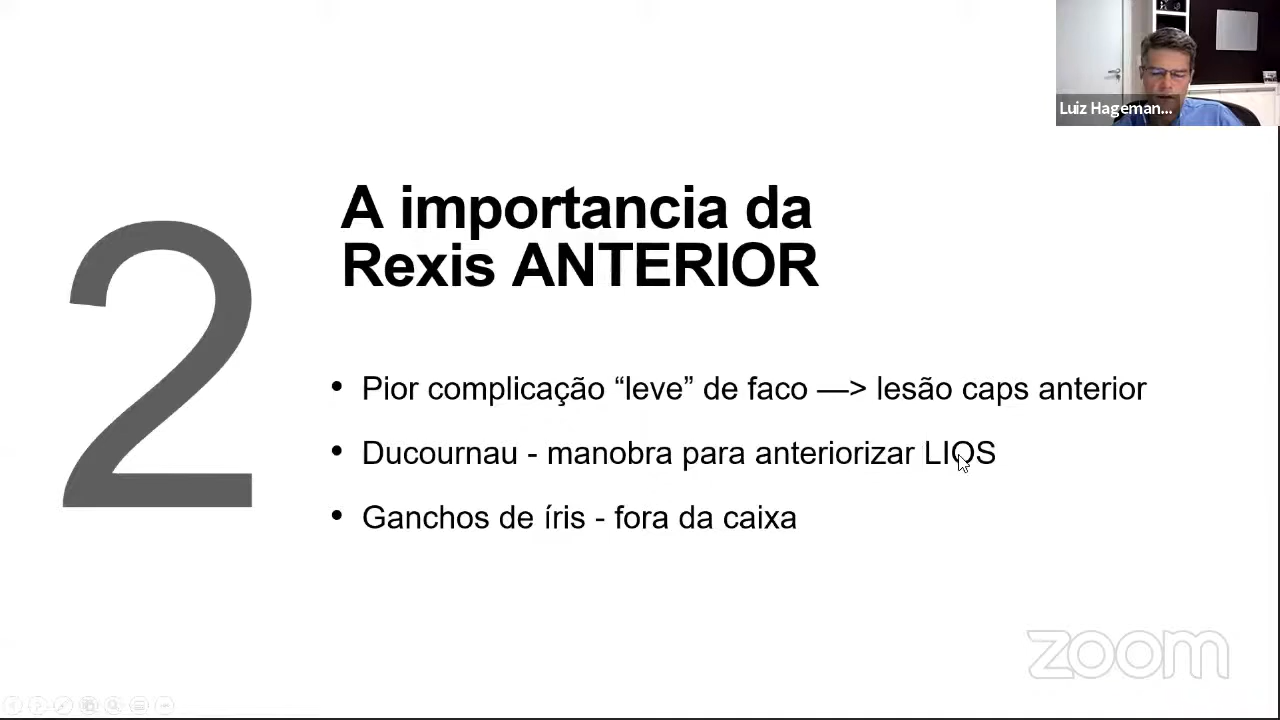 Luiz Hageman...
2
A importancia da
Rexis ANTERIOR
• Pior complicação “leve” de faco —> lesão caps anterior
• Ducournau - manobra para anteriorizar LIOS
• Ganchos de íris - fora da caixa
zoom